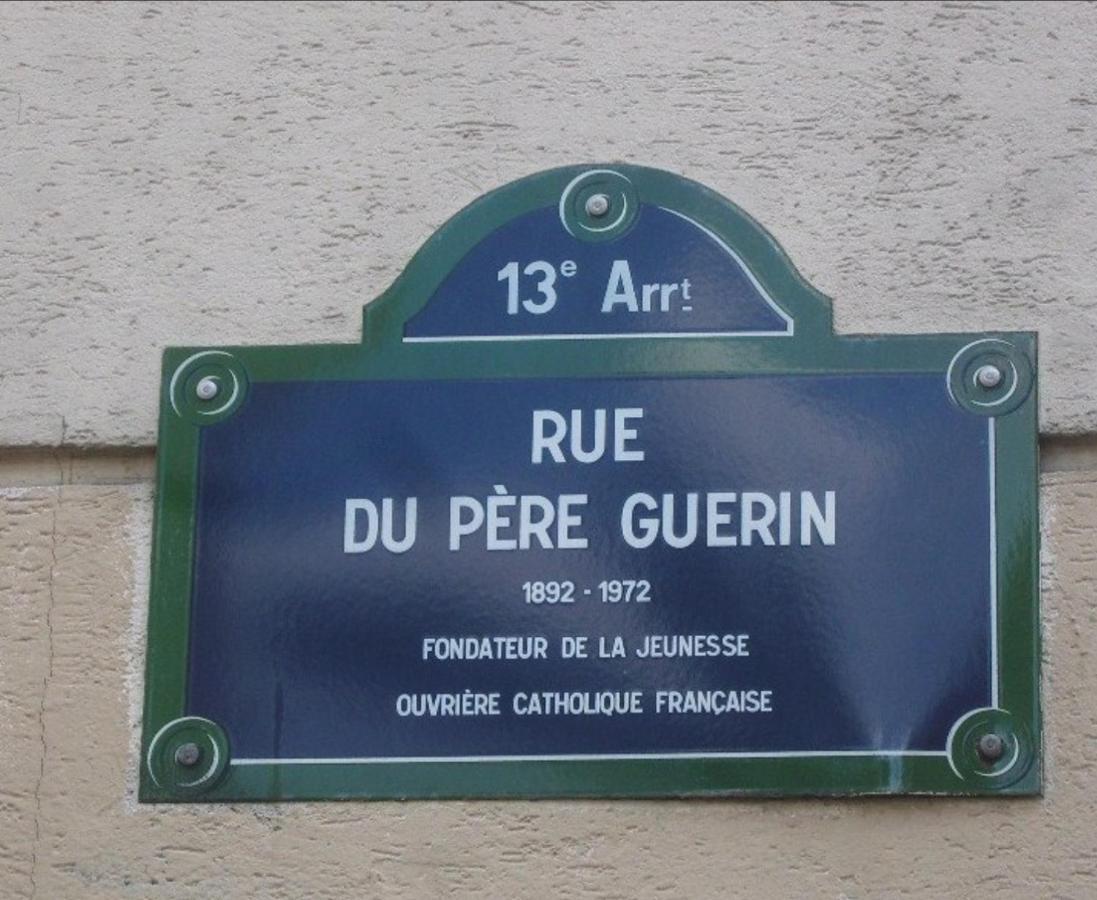 13e Arrt
RUE
DU PÈRE GUERIN
1892 - 1972
FONDATEUR DE LA JEUNESSE
OUVRIÈRE CATHOLIQUE FRANÇAISE